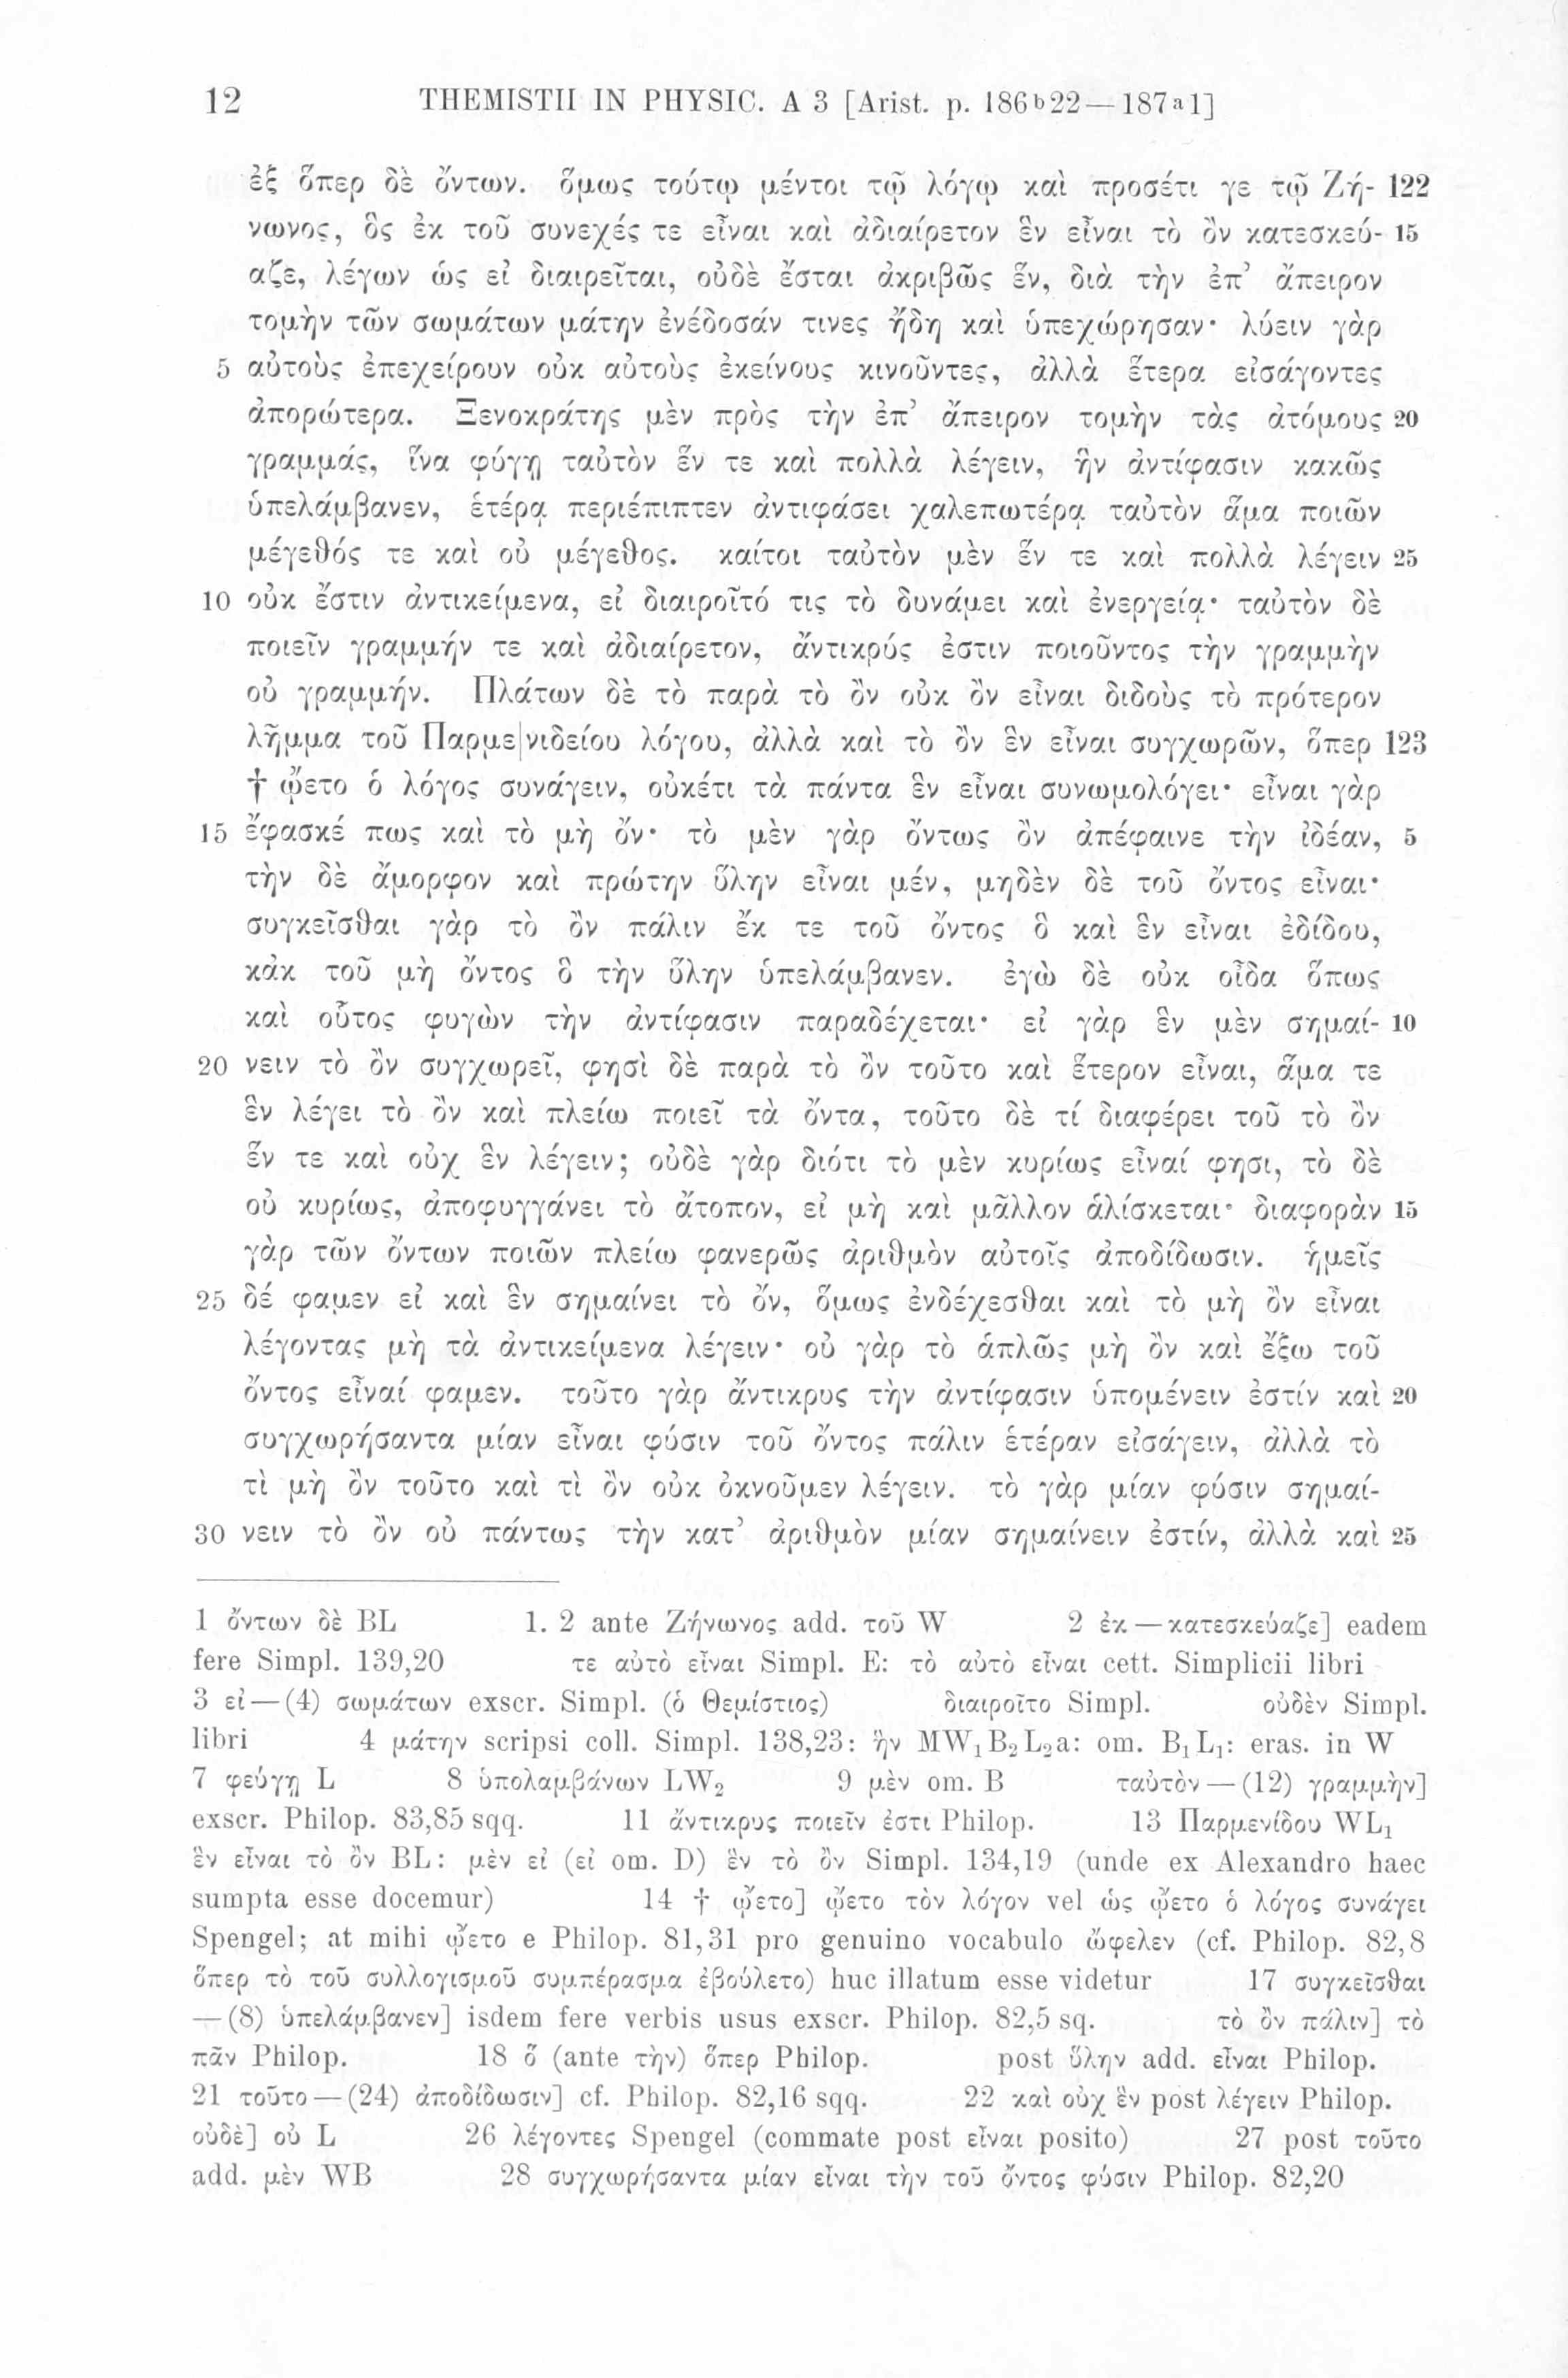 12 THEMISTII IN PHYSIC. A 3 [Arist. p. 186ᵇ22—187ᵃ1]
ἐξ ὅπερ δὲ ὄντων. ὅμως τούτῳ μέντοι τῷ λόγῳ καὶ προσέτι γε τῷ Ζή- 122
νωνος, ὃς ἐκ τοῦ συνεχές τε εἶναι καὶ ἀδιαίρετον ἓν εἶναι τὸ ὂν κατεσκεύ- 15
αζε, λέγων ὡς εἰ διαιρεῖται, οὐδὲ ἔσται ἀκριβῶς ἕν, διὰ τὴν ἐπ’ ἄπειρον
τομὴν τῶν σωμάτων μάτην ἐνέδοσάν τινες ἤδη καὶ ὑπεχώρησαν· λύειν γὰρ
5 αὐτοὺς ἐπεχείρουν οὐκ αὐτοὺς ἐκείνους κινοῦντες, ἀλλὰ ἕτερα εἰσάγοντες
ἀπορώτερα. Ξενοκράτης μὲν πρὸς τὴν ἐπ’ ἄπειρον τομὴν τὰς ἀτόμους 20
γραμμάς, ἵνα φύγῃ ταὐτὸν ἕν τε καὶ πολλὰ λέγειν, ἣν ἀντίφασιν κακῶς
ὑπελάμβανεν, ἑτέρᾳ περιέπιπτεν ἀντιφάσει χαλεπωτέρᾳ ταὐτὸν ἅμα ποιῶν
μέγεθός τε καὶ οὐ μέγεθος. καίτοι ταὐτὸν μὲν ἕν τε καὶ πολλὰ λέγειν 25
10 οὐκ ἔστιν ἀντικείμενα, εἰ διαιροῖτό τις τὸ δυνάμει καὶ ἐνεργείᾳ· ταὐτὸν δὲ
ποιεῖν γραμμήν τε καὶ ἀδιαίρετον, ἄντικρύς ἐστιν ποιοῦντος τὴν γραμμὴν
οὐ γραμμήν. Πλάτων δὲ τὸ παρὰ τὸ ὂν οὐκ ὂν εἶναι διδοὺς τὸ πρότερον
λῆμμα τοῦ Παρμε|νιδείου λόγου, ἀλλὰ καὶ τὸ ὂν ἓν εἶναι συγχωρῶν, ὅπερ 123
† ᾤετο ὁ λόγος συνάγειν, οὐκέτι τὰ πάντα ἓν εἶναι συνωμολόγει· εἶναι γὰρ
15 ἔφασκέ πως καὶ τὸ μὴ ὄν· τὸ μὲν γὰρ ὄντως ὂν ἀπέφαινε τὴν ἰδέαν, 5
τὴν δὲ ἄμορφον καὶ πρώτην ὕλην εἶναι μέν, μηδὲν δὲ τοῦ ὄντος εἶναι·
συγκεῖσθαι γὰρ τὸ ὂν πάλιν ἔκ τε τοῦ ὄντος ὃ καὶ ἓν εἶναι ἐδίδου,
κἀκ τοῦ μὴ ὄντος ὃ τὴν ὕλην ὑπελάμβανεν. ἐγὼ δὲ οὐκ οἶδα ὅπως
καὶ οὗτος φυγὼν τὴν ἀντίφασιν παραδέχεται· εἰ γὰρ ἓν μὲν σημαί- 10
20 νειν τὸ ὂν συγχωρεῖ, φησὶ δὲ παρὰ τὸ ὂν τοῦτο καὶ ἕτερον εἶναι, ἅμα τε
ἓν λέγει τὸ ὂν καὶ πλείω ποιεῖ τὰ ὄντα, τοῦτο δὲ τί διαφέρει τοῦ τὸ ὂν
ἕν τε καὶ οὐχ ἓν λέγειν; οὐδὲ γὰρ διότι τὸ μὲν κυρίως εἶναί φησι, τὸ δὲ
οὐ κυρίως, ἀποφυγγάνει τὸ ἄτοπον, εἰ μὴ καὶ μᾶλλον ἁλίσκεται· διαφορὰν 15
γὰρ τῶν ὄντων ποιῶν πλείω φανερῶς ἀριθμὸν αὐτοῖς ἀποδίδωσιν. ἡμεῖς
25 δέ φαμεν εἰ καὶ ἓν σημαίνει τὸ ὄν, ὅμως ἐνδέχεσθαι καὶ τὸ μὴ ὂν εἶναι
λέγοντας μὴ τὰ ἀντικείμενα λέγειν· οὐ γὰρ τὸ ἁπλῶς μὴ ὂν καὶ ἔξω τοῦ
ὄντος εἶναί φαμεν. τοῦτο γὰρ ἄντικρυς τὴν ἀντίφασιν ὑπομένειν ἐστίν καὶ 20
συγχωρήσαντα μίαν εἶναι φύσιν τοῦ ὄντος πάλιν ἑτέραν εἰσάγειν, ἀλλὰ τὸ
τὶ μὴ ὂν τοῦτο καὶ τὶ ὂν οὐκ ὀκνοῦμεν λέγειν. τὸ γὰρ μίαν φύσιν σημαί-
30 νειν τὸ ὂν οὐ πάντως τὴν κατ’ ἀριθμὸν μίαν σημαίνειν ἐστίν, ἀλλὰ καὶ 25
1 ὄντων δὲ BL 1. 2 ante Ζήνωνος add. τοῦ W 2 ἐκ — κατεσκεύαζε] eadem
fere Simpl. 139,20 τε αὐτὸ εἶναι Simpl. E: τὸ αὐτὸ εἶναι cett. Simplicii libri
3 εἰ — (4) σωμάτων exscr. Simpl. (ὁ Θεμίστιος) διαιροῖτο Simpl. οὐδὲν Simpl.
libri 4 μάτην scripsi coll. Simpl. 138,23: ἣν MW₁B₂L₂a: om. B₁L₁: eras. in W
7 φεύγῃ L 8 ὑπολαμβάνων LW₂ 9 μὲν om. B ταὐτὸν — (12) γραμμὴν]
exscr. Philop. 83,85 sqq. 11 ἄντικρυς ποιεῖν ἐστι Philop. 13 Παρμενίδου WL₁
ἓν εἶναι τὸ ὂν BL: μὲν εἰ (εἰ om. D) ἓν τὸ ὂν Simpl. 134,19 (unde ex Alexandro haec
sumpta esse docemur) 14 † ᾤετο] ᾤετο τὸν λόγον vel ὡς ᾤετο ὁ λόγος συνάγει
Spengel; at mihi ᾤετο e Philop. 81,31 pro genuino vocabulo ὤφελεν (cf. Philop. 82,8
ὅπερ τὸ τοῦ συλλογισμοῦ συμπέρασμα ἐβούλετο) huc illatum esse videtur 17 συγκεῖσθαι
— (8) ὑπελάμβανεν] isdem fere verbis usus exscr. Philop. 82,5 sq. τὸ ὂν πάλιν] τὸ
πᾶν Philop. 18 ὃ (ante τὴν) ὅπερ Philop. post ὕλην add. εἶναι Philop.
21 τοῦτο — (24) ἀποδίδωσιν] cf. Philop. 82,16 sqq. 22 καὶ οὐχ ἓν post λέγειν Philop.
οὐδὲ] οὐ L 26 λέγοντες Spengel (commate post εἶναι posito) 27 post τοῦτο
add. μὲν WB 28 συγχωρήσαντα μίαν εἶναι τὴν τοῦ ὄντος φύσιν Philop. 82,20